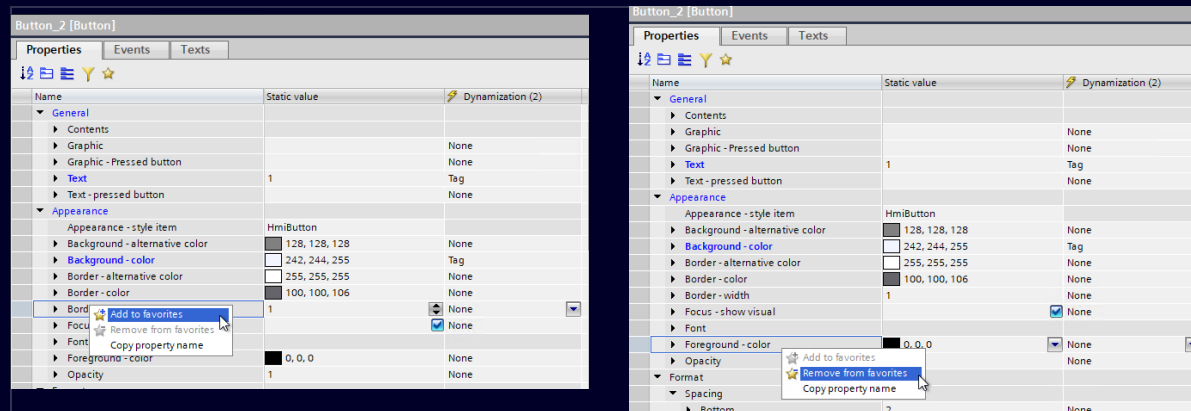 Button_2 [Button]
Properties Events Texts
Name Static value Dynamization (2)
General
Contents
Graphic None
Graphic - Pressed button None
Text 1 Tag
Text - pressed button None
Appearance
Appearance - style item HmiButton
Background - alternative color 128, 128, 128 None
Background - color 242, 244, 255 Tag
Border - alternative color 255, 255, 255 None
Border - color 100, 100, 106 None
Bord 1 None
Add to favorites
Focu None
Remove from favorites
Font
Copy property name
Foreground - color 0, 0, 0 None
Opacity 1 None
Button_2 [Button]
Properties Events Texts
Name Static value Dynamization (2)
General
Contents
Graphic None
Graphic - Pressed button None
Text 1 Tag
Text - pressed button None
Appearance
Appearance - style item HmiButton
Background - alternative color 128, 128, 128 None
Background - color 242, 244, 255 Tag
Border - alternative color 255, 255, 255 None
Border - color 100, 100, 106 None
Border - width 1 None
Focus - show visual None
Font
Foreground - color 0, 0, 0 None
Add to favorites
Opacity None
Remove from favorites
Format
Copy property name
Spacing
Bottom 2 None